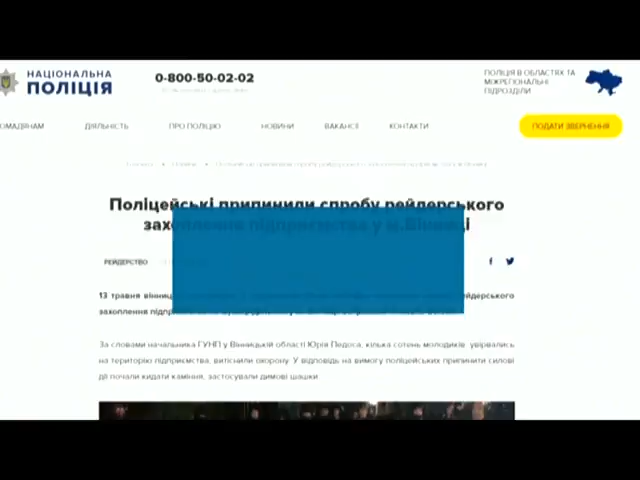 НАЦІОНАЛЬНА
ПОЛІЦІЯ
0-800-50-02-02
ПОЛІЦІЯ В ОБЛАСТЯХ ТА
МІЖРЕГІОНАЛЬНІ
ПІДРОЗДІЛИ
ОМАДЯНАМ ДІЯЛЬНІСТЬ ПРО ПОЛІЦІЮ НОВИНИ ВАКАНСІЇ КОНТАКТИ ПОДАТИ ЗВЕРНЕННЯ
Поліцейські припинили спробу рейдерського
захоплення підприємства у м.Вінниці
РЕЙДЕРСТВО
13 травня вінниц рейдерського
захоплення підпри
За словами начальника ГУНП у Вінницькій області Юрія Педоса, кілька сотень молодиків увірвались
на територію підприємства, витіснили охорону. У відповідь на вимогу поліцейських припинити силові
дії почали кидати каміння, застосували димові шашки.